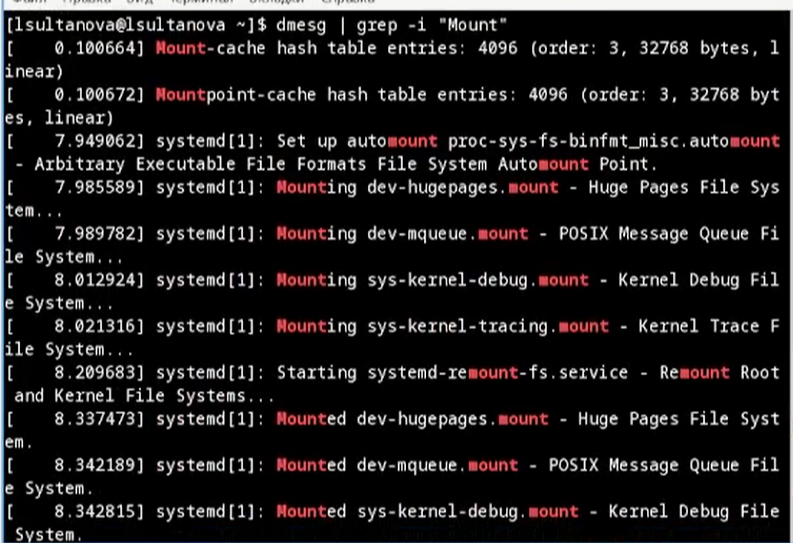 Файл Правка Вид Терминал Вкладки Справка
[lsultanova@lsultanova ~]$ dmesg | grep -i "Mount"
[    0.100664] Mount-cache hash table entries: 4096 (order: 3, 32768 bytes, l
inear)
[    0.100672] Mountpoint-cache hash table entries: 4096 (order: 3, 32768 byt
es, linear)
[    7.949062] systemd[1]: Set up automount proc-sys-fs-binfmt_misc.automount
 - Arbitrary Executable File Formats File System Automount Point.
[    7.985589] systemd[1]: Mounting dev-hugepages.mount - Huge Pages File Sys
tem...
[    7.989782] systemd[1]: Mounting dev-mqueue.mount - POSIX Message Queue Fi
le System...
[    8.012924] systemd[1]: Mounting sys-kernel-debug.mount - Kernel Debug Fil
e System...
[    8.021316] systemd[1]: Mounting sys-kernel-tracing.mount - Kernel Trace F
ile System...
[    8.209683] systemd[1]: Starting systemd-remount-fs.service - Remount Root
 and Kernel File Systems...
[    8.337473] systemd[1]: Mounted dev-hugepages.mount - Huge Pages File Syst
em.
[    8.342189] systemd[1]: Mounted dev-mqueue.mount - POSIX Message Queue Fil
e System.
[    8.342815] systemd[1]: Mounted sys-kernel-debug.mount - Kernel Debug File
 System.